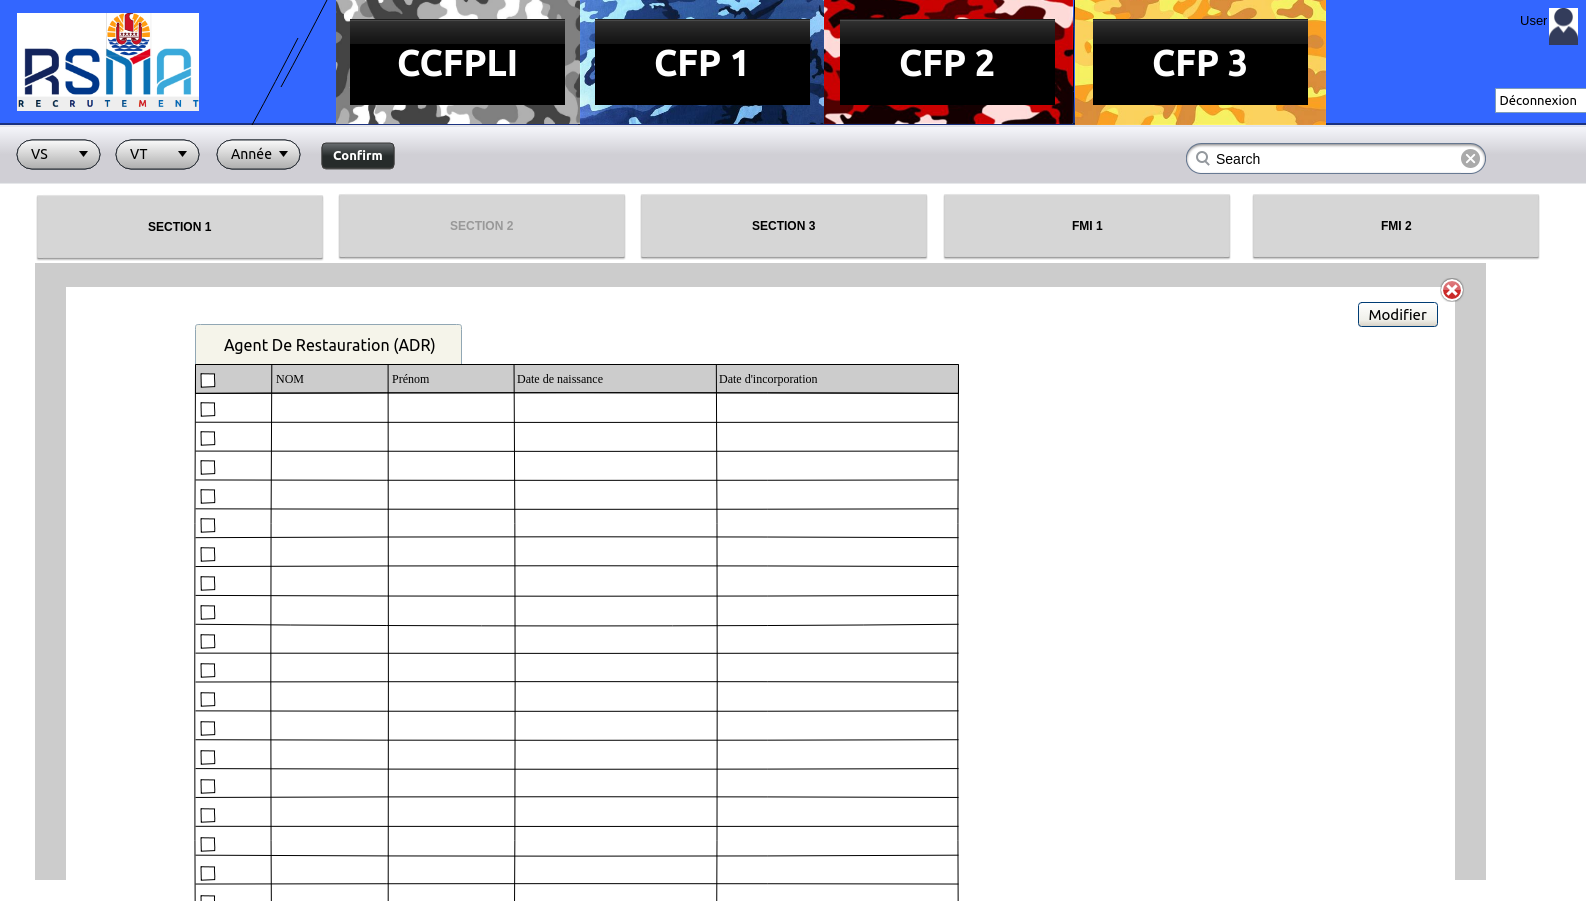 RSMA
RECRUTEMENT
CCFPLI
CFP 1
CFP 2
CFP 3
User
Déconnexion
VS
VT
Année
Confirm
Search
SECTION 1
SECTION 2
SECTION 3
FMI 1
FMI 2
Modifier
Agent De Restauration (ADR)
NOM
Prénom
Date de naissance
Date d'incorporation